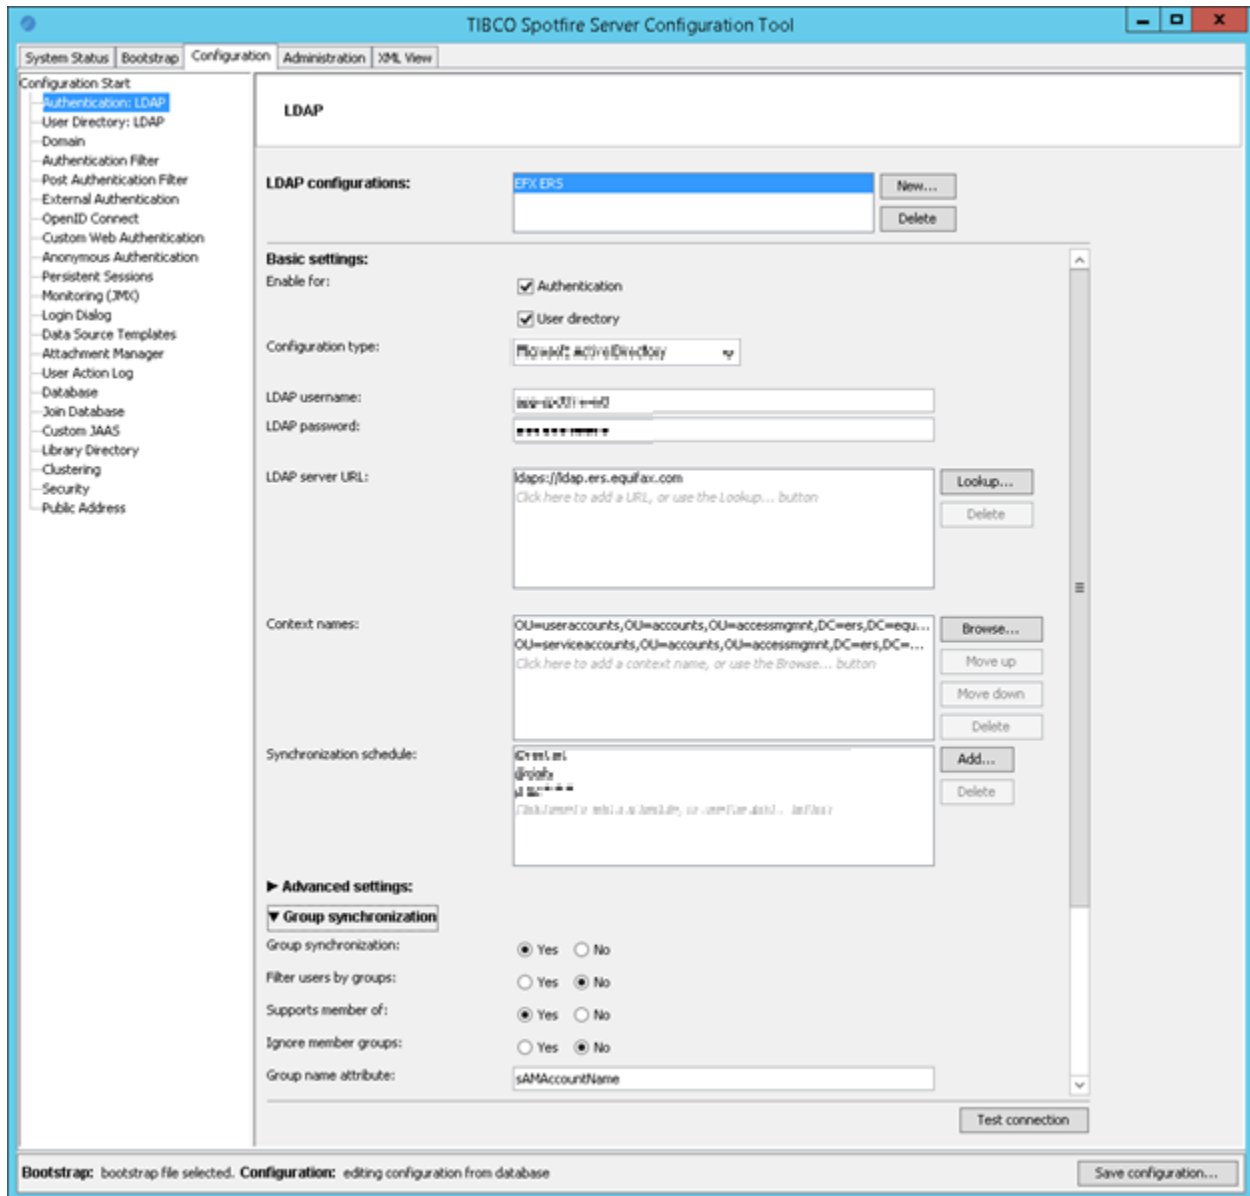 TIBCO Spotfire Server Configuration Tool
System Status Bootstrap Configuration Administration XML View
Configuration Start
Authentication: LDAP
User Directory: LDAP
Domain
Authentication Filter
Post Authentication Filter
External Authentication
OpenID Connect
Custom Web Authentication
Anonymous Authentication
Persistent Sessions
Monitoring (JMX)
Login Dialog
Data Source Templates
Attachment Manager
User Action Log
Database
Join Database
Custom JAAS
Library Directory
Clustering
Security
Public Address
LDAP
LDAP configurations:
EFX ERS
New...
Delete
Basic settings:
Enable for:
Authentication
User directory
Configuration type:
Microsoft ActiveDirectory
LDAP username:
LDAP password:
LDAP server URL:
ldaps://ldap.ers.equifax.com
Click here to add a URL, or use the Lookup... button
Lookup...
Delete
Context names:
OU=useraccounts,OU=accounts,OU=accessmgmnt,DC=ers,DC=equ...
OU=serviceaccounts,OU=accounts,OU=accessmgmnt,DC=ers,DC=...
Click here to add a context name, or use the Browse... button
Browse...
Move up
Move down
Delete
Synchronization schedule:
Add...
Delete
▶ Advanced settings:
▼ Group synchronization
Group synchronization: Yes No
Filter users by groups: Yes No
Supports member of: Yes No
Ignore member groups: Yes No
Group name attribute: sAMAccountName
Test connection
Bootstrap: bootstrap file selected. Configuration: editing configuration from database
Save configuration...